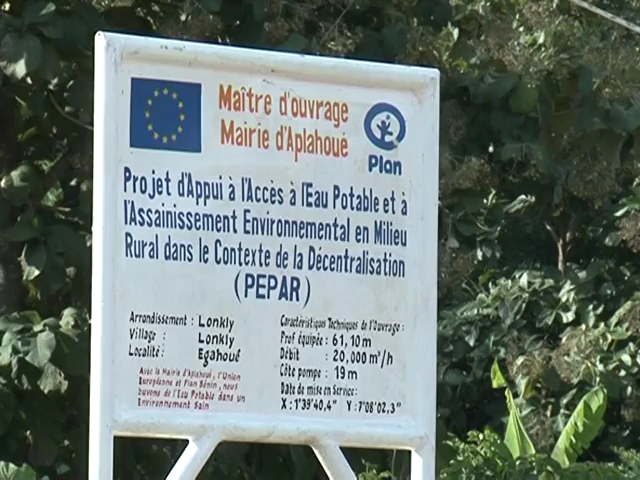 Maître d'ouvrage
Mairie d'Aplahoué
Plan
Projet d'Appui à l'Accès à l'Eau Potable et à
l'Assainissement Environnemental en Milieu
Rural dans le Contexte de la Décentralisation
(PEPAR)
Arrondissement : Lonkly
Village : Lonkly
Localité : Egahoué
Avec la Mairie d'Aplahoué, l'Union
Européenne et Plan Bénin, nous
buvons de l'Eau Potable dans un
Environnement Sain
Caractéristiques Techniques de l'Ouvrage :
Prof équipée : 61,10 m
Débit : 20,000 m³/h
Côte pompe : 19 m
Date de mise en Service :
X : 1°39'40,4" Y : 7°08'02,3"